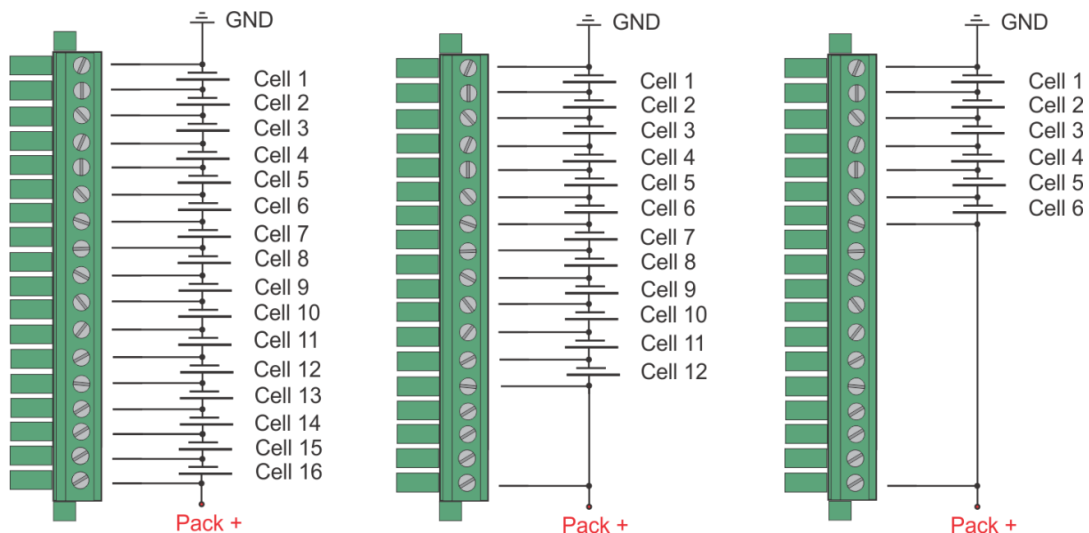 GND
Cell 1
Cell 2
Cell 3
Cell 4
Cell 5
Cell 6
Cell 7
Cell 8
Cell 9
Cell 10
Cell 11
Cell 12
Cell 13
Cell 14
Cell 15
Cell 16
Pack +
GND
Cell 1
Cell 2
Cell 3
Cell 4
Cell 5
Cell 6
Cell 7
Cell 8
Cell 9
Cell 10
Cell 11
Cell 12
Pack +
GND
Cell 1
Cell 2
Cell 3
Cell 4
Cell 5
Cell 6
Pack +